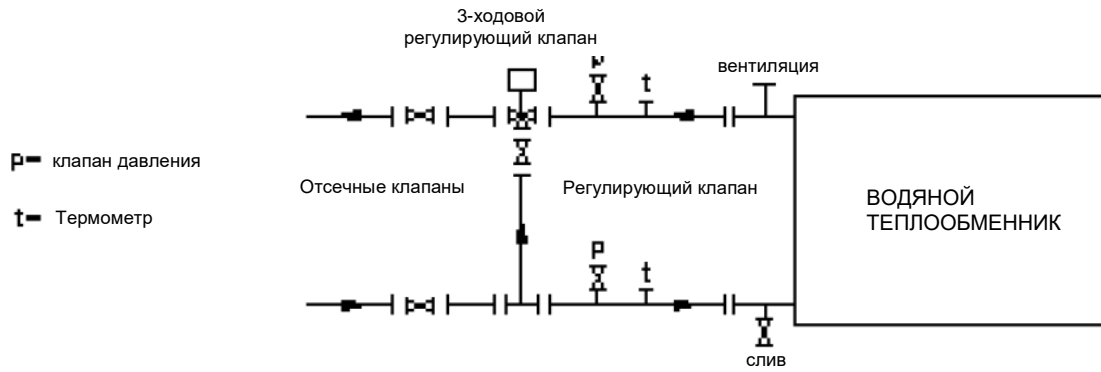 3-ходовой
регулирующий клапан
p
t
вентиляция
p клапан давления
t Термометр
Отсечные клапаны
Регулирующий клапан
ВОДЯНОЙ
ТЕПЛООБМЕННИК
p
t
слив